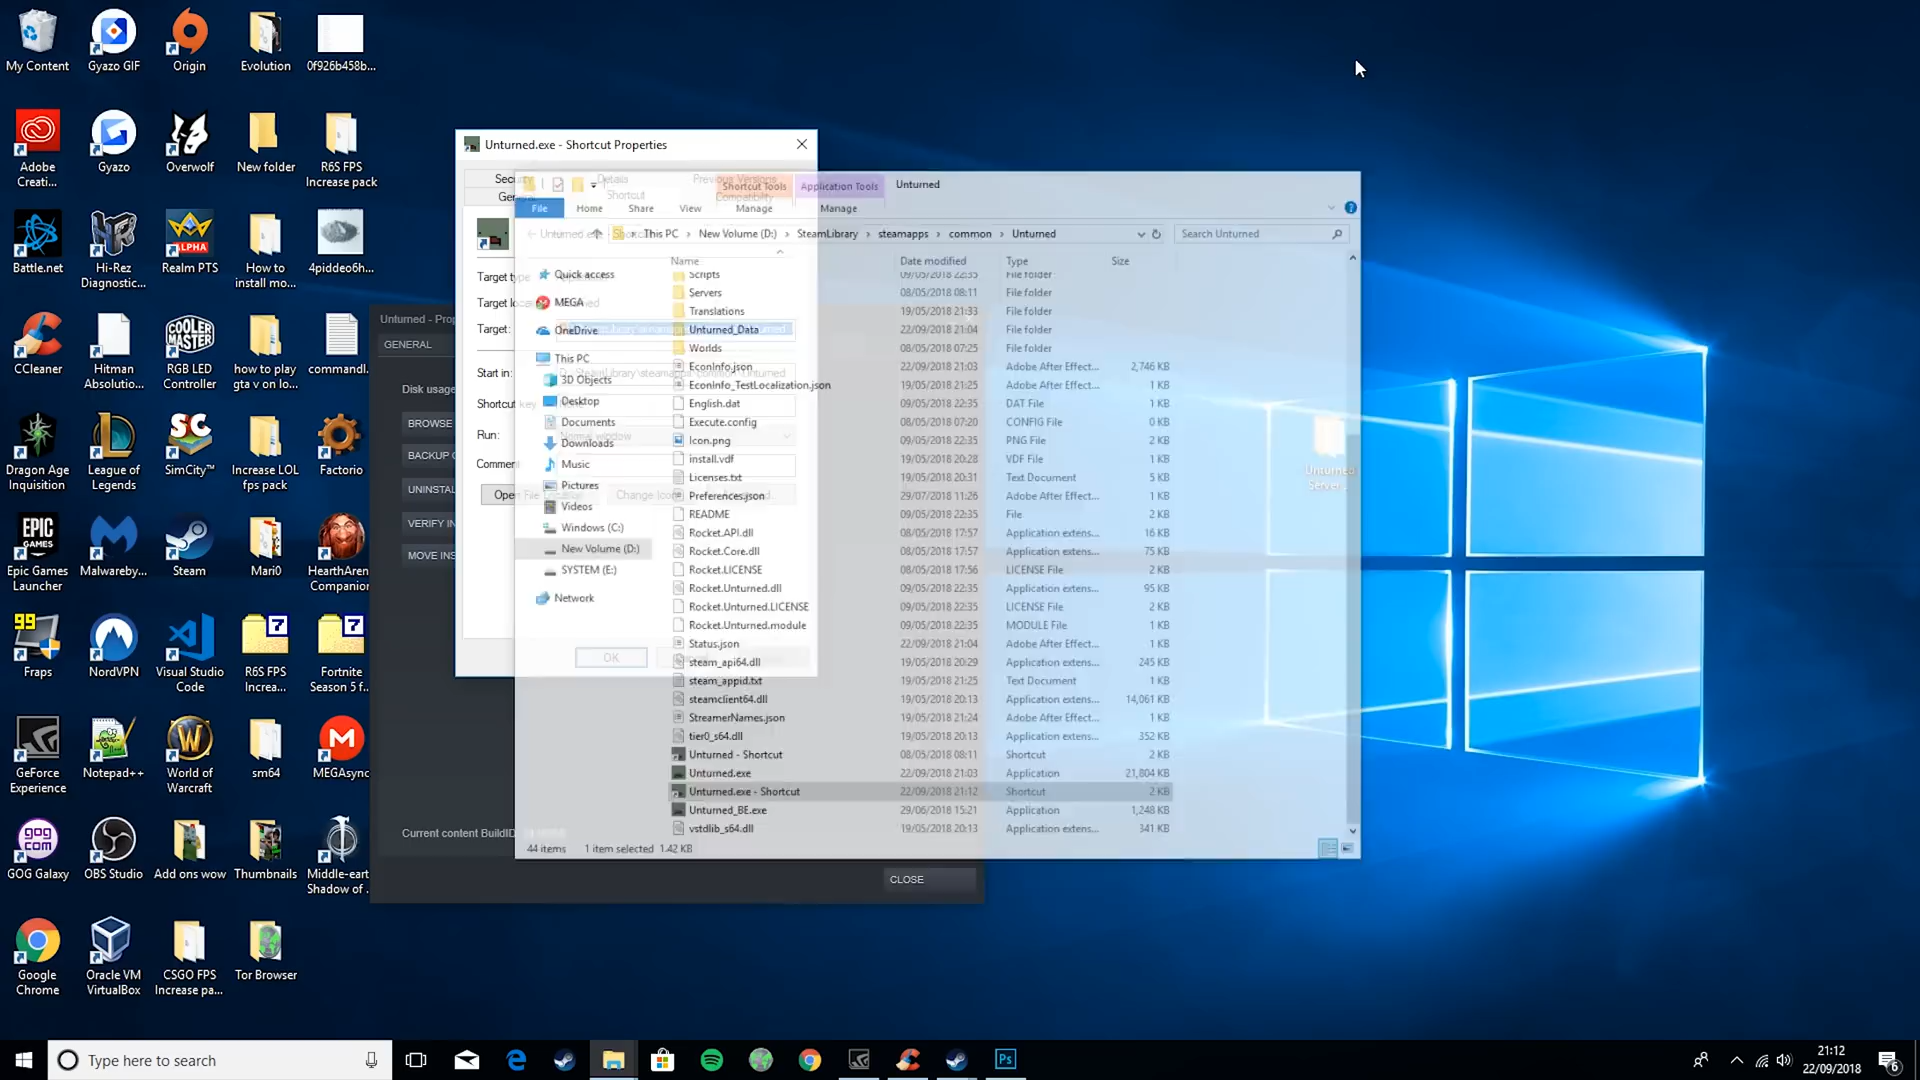 My Content
Gyazo GIF
Origin
Evolution
0f926b458b...
Adobe
Creati...
Gyazo
Overwolf
New folder
R6S FPS
Increase pack
Battle.net
Hi-Rez
Diagnostic...
ALPHA
Realm PTS
How to
install mo...
4piddeo6h...
CCleaner
Hitman
Absolutio...
COOLER
MASTER
RGB LED
Controller
how to play
gta v on lo...
commandl...
Dragon Age
Inquisition
League of
Legends
SC
SimCity™
Increase LOL
fps pack
Factorio
EPIC
GAMES
Epic Games
Launcher
Malwareby...
Steam
Mari0
HearthAren...
Companion
99
Fraps
NordVPN
Visual Studio
Code
7
R6S FPS
Increa...
7
Fortnite
Season 5 f...
GeForce
Experience
Notepad++
World of
Warcraft
sm64
MEGAsync
gog
com
GOG Galaxy
OBS Studio
Add ons wow
Thumbnails
Middle-eart
Shadow of ...
Google
Chrome
Oracle VM
VirtualBox
CSGO FPS
Increase pa...
Tor Browser
Unturned.exe - Shortcut Properties
Security
Details
Previous Versions
General
Shortcut
Compatibility
Target type
Target loc
Target:
Start in:
Shortcut key
Run:
Normal window
Comment
Open File
Change Icon
OK
Unturned - Prop
GENERAL
Disk usage
BROWSE
BACKUP
UNINSTAL
VERIFY IN
MOVE INS
Current content BuildID
CLOSE
Shortcut Tools
Application Tools
Unturned
File
Home
Share
View
Manage
Manage
This PC > New Volume (D:) > SteamLibrary > steamapps > common > Unturned
Search Unturned
Quick access
MEGA
OneDrive
This PC
3D Objects
Desktop
Documents
Downloads
Music
Pictures
Videos
Windows (C:)
New Volume (D:)
SYSTEM (E:)
Network
Name Date modified Type Size
Scripts 09/05/2018 22:35 File folder
Servers 08/05/2018 08:11 File folder
Translations 19/05/2018 21:33 File folder
Unturned_Data 22/09/2018 21:04 File folder
Worlds 08/05/2018 07:25 File folder
EconInfo.json 22/09/2018 21:03 Adobe After Effect... 2,746 KB
EconInfo_TestLocalization.json 19/05/2018 21:25 Adobe After Effect... 1 KB
English.dat 09/05/2018 22:35 DAT File 1 KB
Execute.config 08/05/2018 07:20 CONFIG File 0 KB
Icon.png 09/05/2018 22:35 PNG File 2 KB
install.vdf 19/05/2018 20:28 VDF File 1 KB
Licenses.txt 19/05/2018 20:31 Text Document 5 KB
Preferences.json 29/07/2018 11:26 Adobe After Effect... 1 KB
README 09/05/2018 22:35 File 2 KB
Rocket.API.dll 08/05/2018 17:57 Application extens... 16 KB
Rocket.Core.dll 08/05/2018 17:57 Application extens... 75 KB
Rocket.LICENSE 08/05/2018 17:56 LICENSE File 2 KB
Rocket.Unturned.dll 09/05/2018 22:35 Application extens... 95 KB
Rocket.Unturned.LICENSE 09/05/2018 22:35 LICENSE File 2 KB
Rocket.Unturned.module 09/05/2018 22:35 MODULE File 1 KB
Status.json 22/09/2018 21:04 Adobe After Effect... 1 KB
steam_api64.dll 19/05/2018 20:29 Application extens... 245 KB
steam_appid.txt 19/05/2018 21:25 Text Document 1 KB
steamclient64.dll 19/05/2018 20:13 Application extens... 14,061 KB
StreamerNames.json 19/05/2018 21:24 Adobe After Effect... 1 KB
tier0_s64.dll 19/05/2018 20:13 Application extens... 352 KB
Unturned - Shortcut 08/05/2018 08:11 Shortcut 2 KB
Unturned.exe 22/09/2018 21:03 Application 21,804 KB
Unturned.exe - Shortcut 22/09/2018 21:12 Shortcut 2 KB
Unturned_BE.exe 29/06/2018 15:21 Application 1,248 KB
vstdlib_s64.dll 19/05/2018 20:13 Application extens... 341 KB
44 items 1 item selected 1.42 KB
Unturned
Server...
Type here to search
Ps
21:12
22/09/2018
6